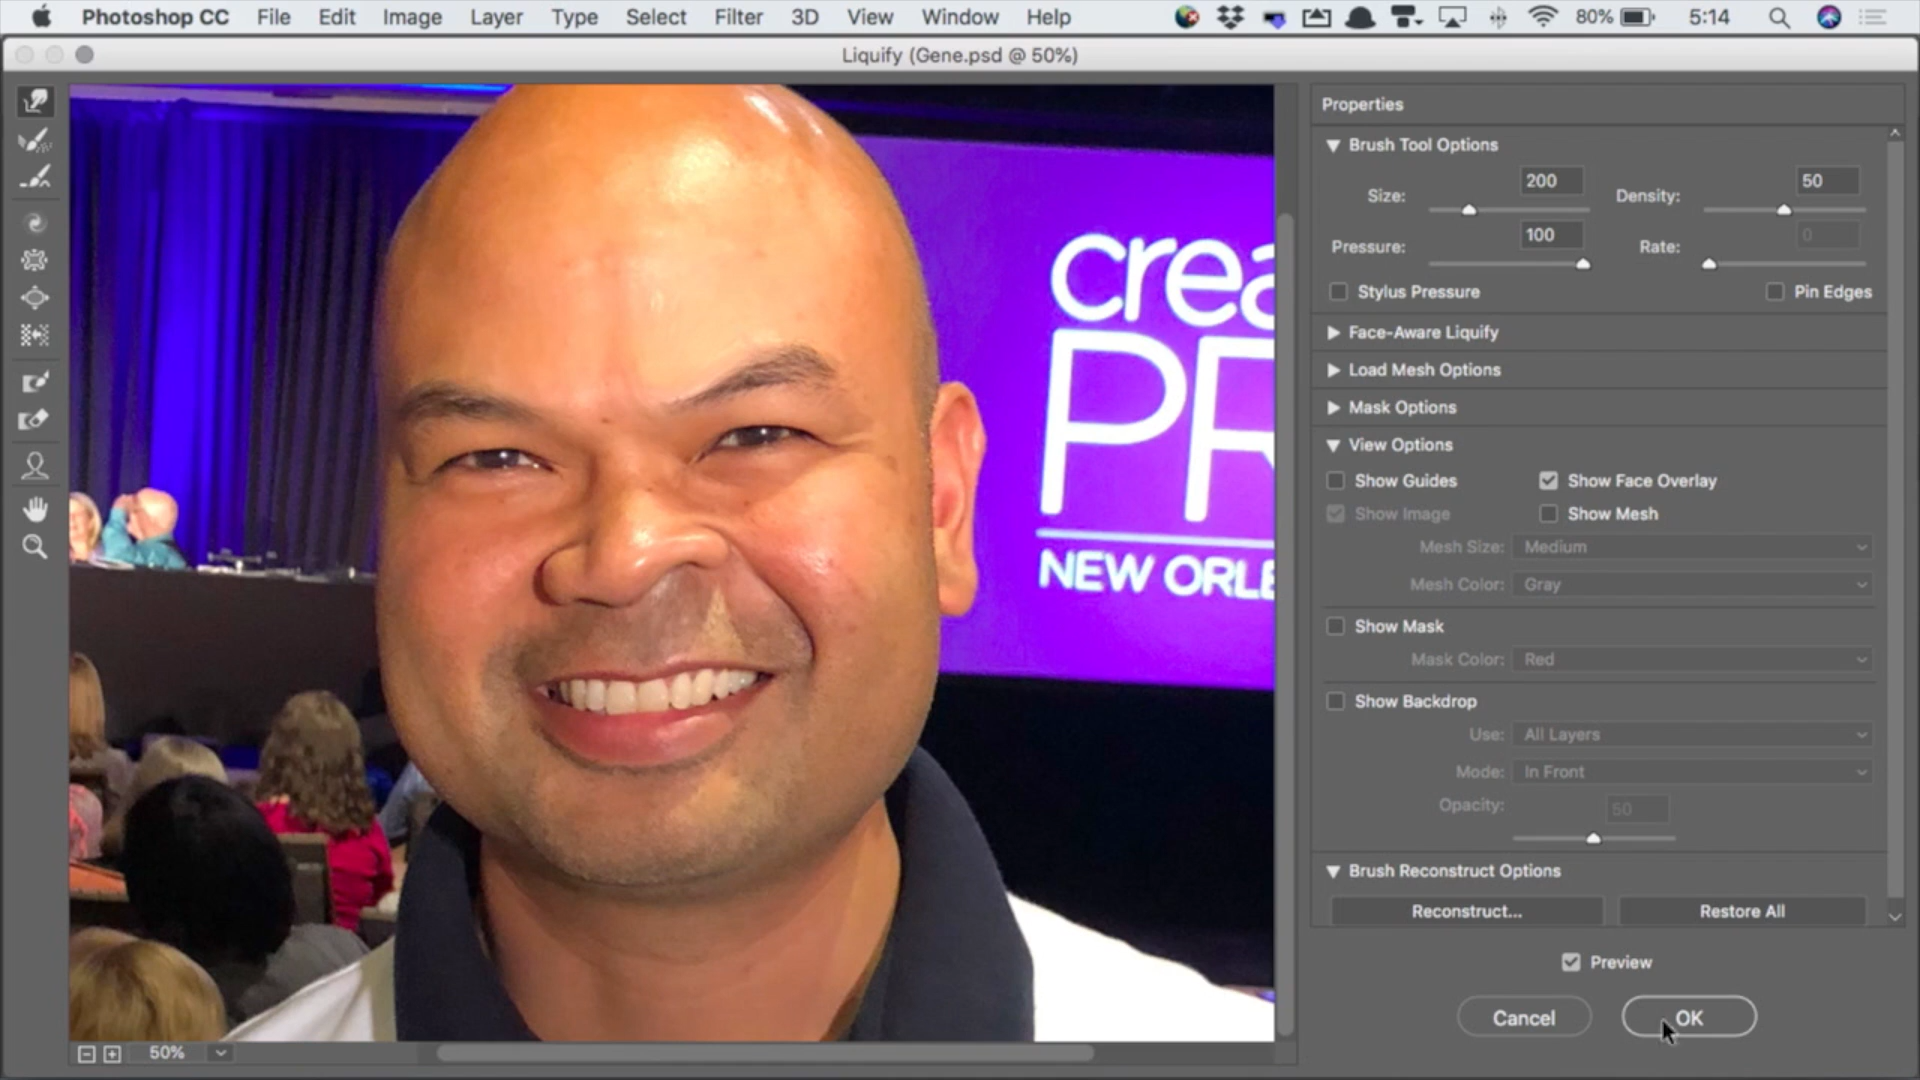 Photoshop CC File Edit Image Layer Type Select Filter 3D View Window Help 80% 5:14
Liquify (Gene.psd @ 50%)
Properties
Brush Tool Options
Size: 200 Density: 50
Pressure: 100 Rate: 0
Stylus Pressure Pin Edges
Face-Aware Liquify
Load Mesh Options
Mask Options
View Options
Show Guides Show Face Overlay
Show Image Show Mesh
Mesh Size: Medium
Mesh Color: Gray
Show Mask
Mask Color: Red
Show Backdrop
Use: All Layers
Mode: In Front
Opacity: 50
Brush Reconstruct Options
Reconstruct... Restore All
Preview
Cancel OK
50%
crea
PR
NEW ORLE